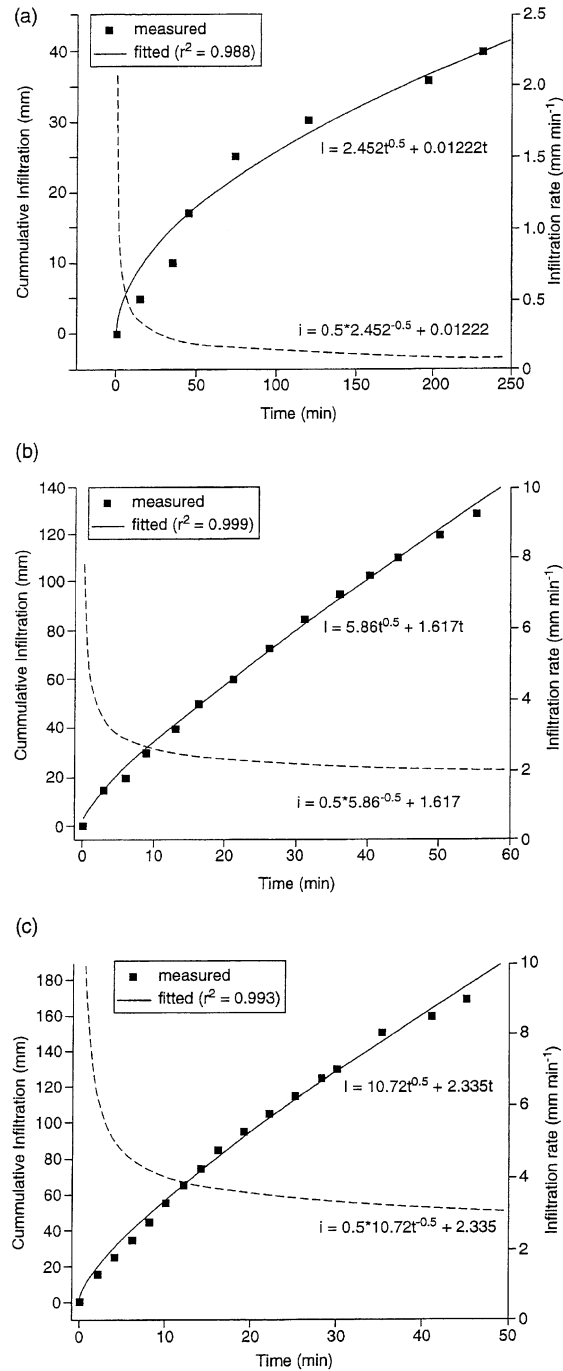 (a)
measured
fitted (r² = 0.988)
Cummulative Infiltration (mm)
40
30
20
10
0
2.5
2.0
1.5
1.0
0.5
0
Infiltration rate (mm min⁻¹)
I = 2.452t^0.5 + 0.01222t
i = 0.5*2.452^-0.5 + 0.01222
0 50 100 150 200 250
Time (min)
(b)
measured
fitted (r² = 0.999)
Cummulative Infiltration (mm)
140
120
100
80
60
40
20
0
10
8
6
4
2
0
Infiltration rate (mm min⁻¹)
I = 5.86t^0.5 + 1.617t
i = 0.5*5.86^-0.5 + 1.617
0 10 20 30 40 50 60
Time (min)
(c)
measured
fitted (r² = 0.993)
Cummulative Infiltration (mm)
180
160
140
120
100
80
60
40
20
0
10
8
6
4
2
0
Infiltration rate (mm min⁻¹)
I = 10.72t^0.5 + 2.335t
i = 0.5*10.72t^-0.5 + 2.335
0 10 20 30 40 50
Time (min)